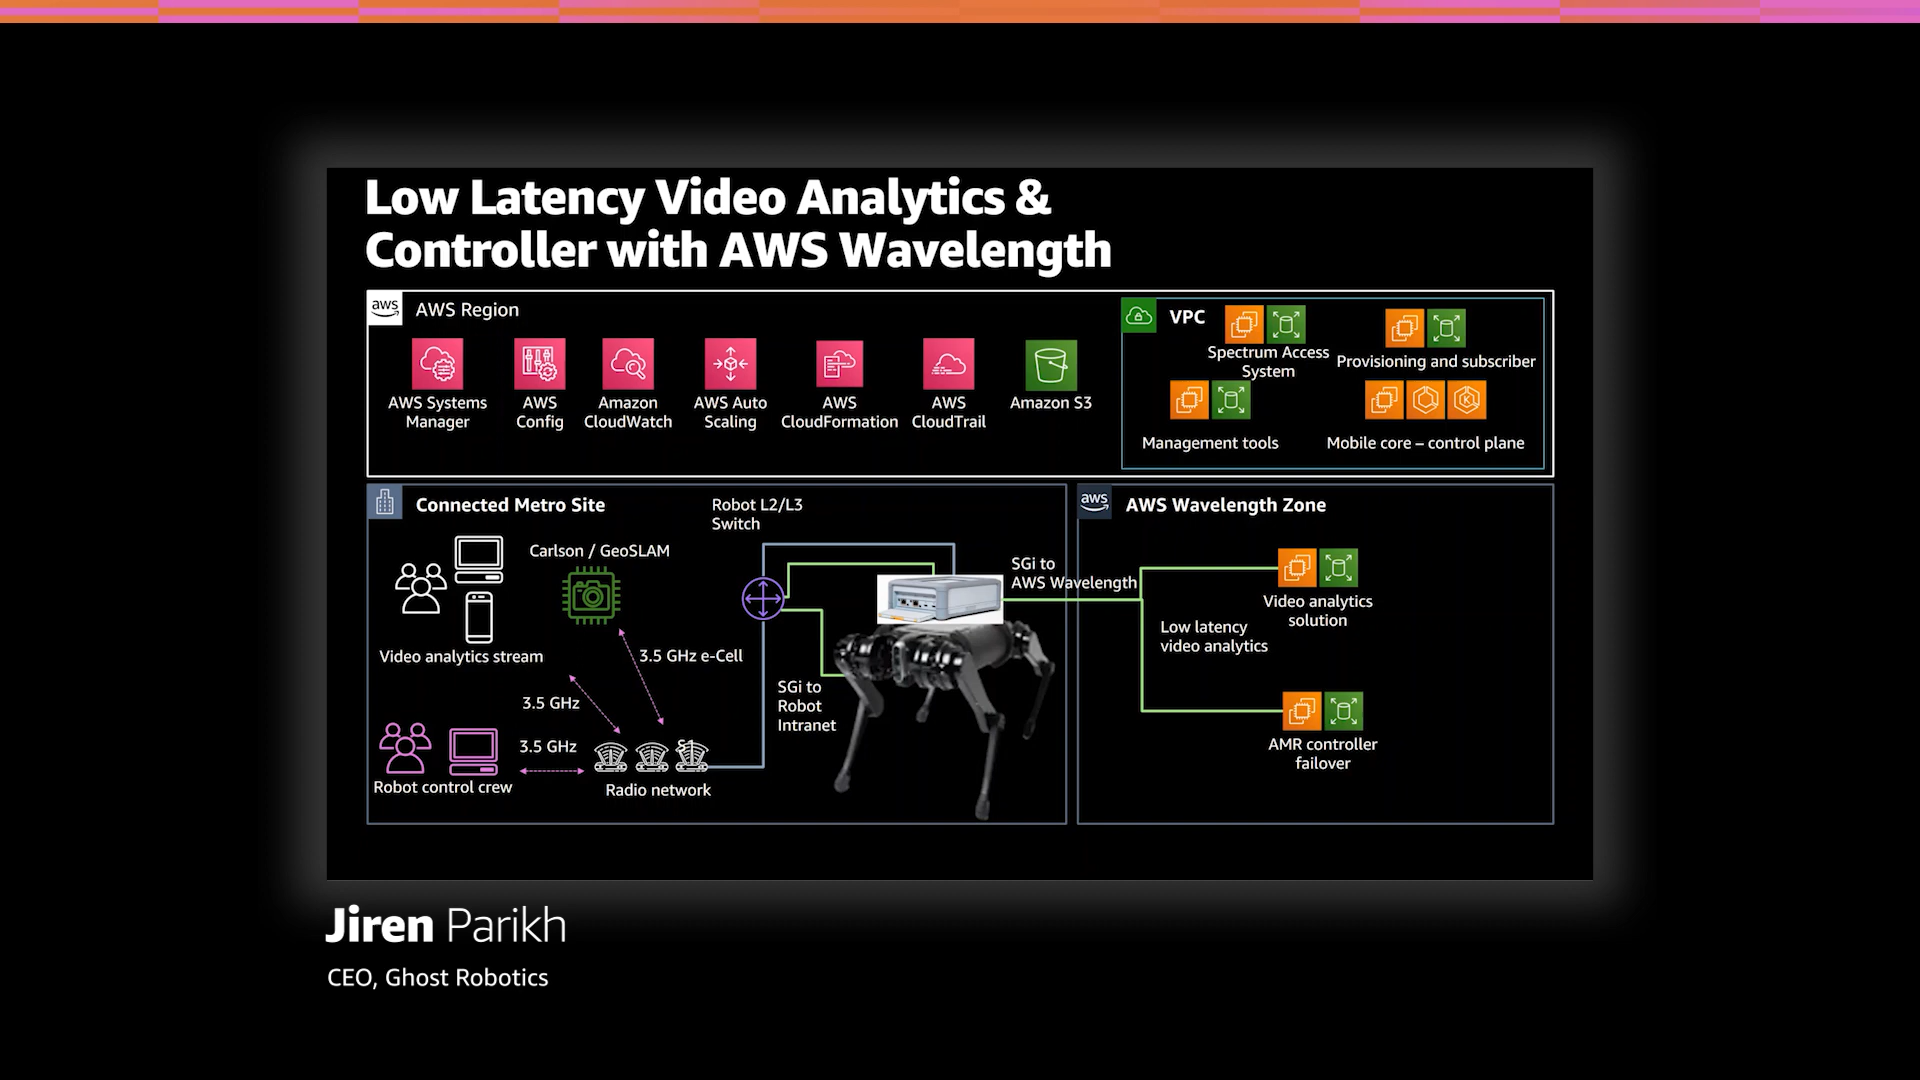 Low Latency Video Analytics &
Controller with AWS Wavelength
aws
AWS Region
AWS Systems
Manager
AWS
Config
Amazon
CloudWatch
AWS Auto
Scaling
AWS
CloudFormation
AWS
CloudTrail
Amazon S3
VPC
Spectrum Access
System
Provisioning and subscriber
Management tools
Mobile core – control plane
Connected Metro Site
Video analytics stream
Carlson / GeoSLAM
3.5 GHz e-Cell
3.5 GHz
3.5 GHz
Robot control crew
Radio network
Robot L2/L3
Switch
SGi to
Robot
Intranet
SGi to
AWS Wavelength
aws
AWS Wavelength Zone
Low latency
video analytics
Video analytics
solution
AMR controller
failover
Jiren Parikh
CEO, Ghost Robotics